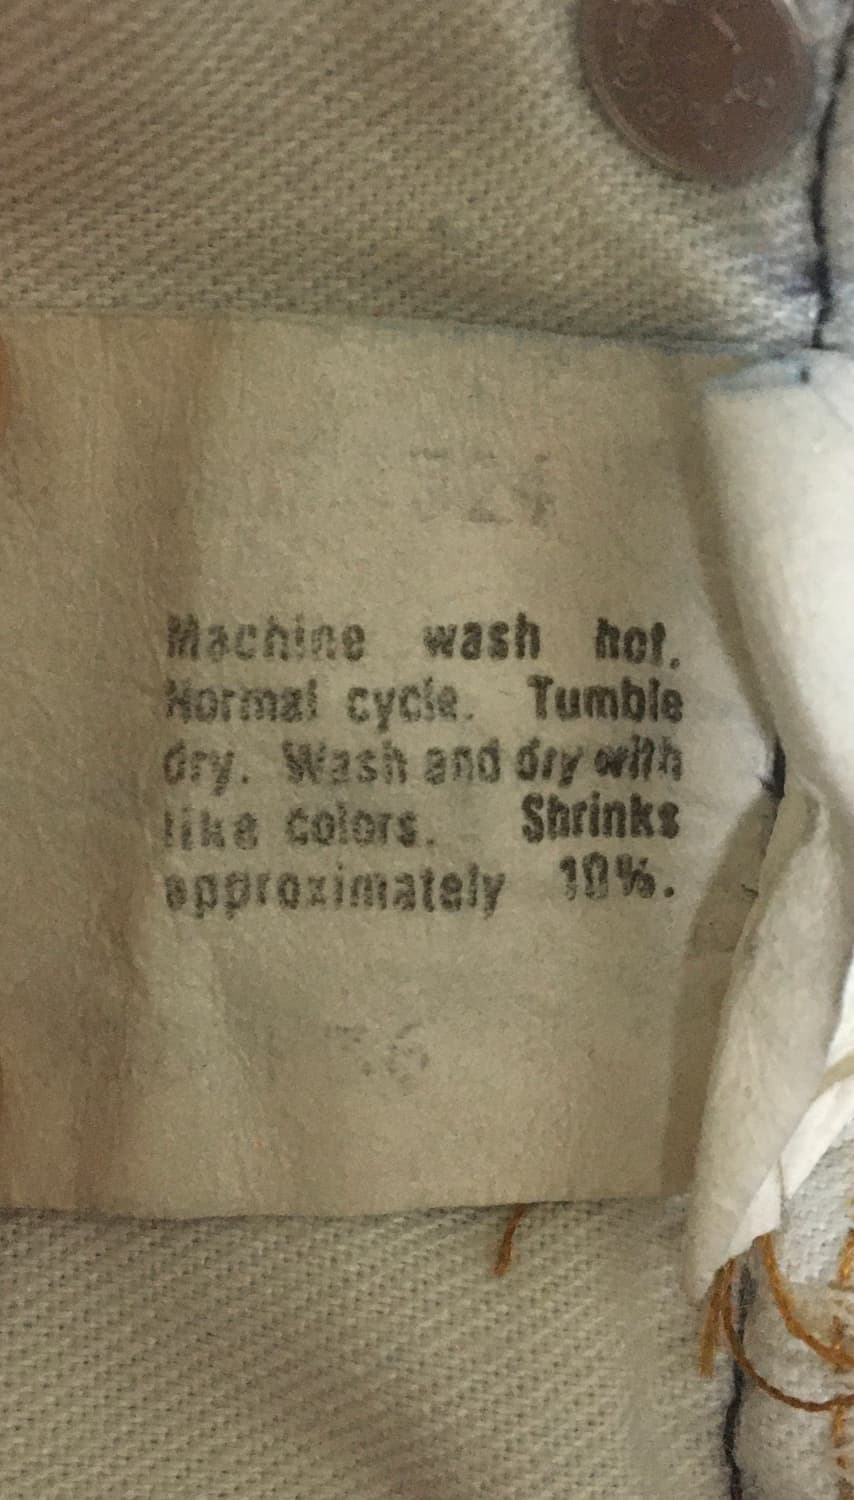 Machine wash hot.
Normal cycle. Tumble
dry. Wash and dry with
like colors. Shrinks
approximately 10%.